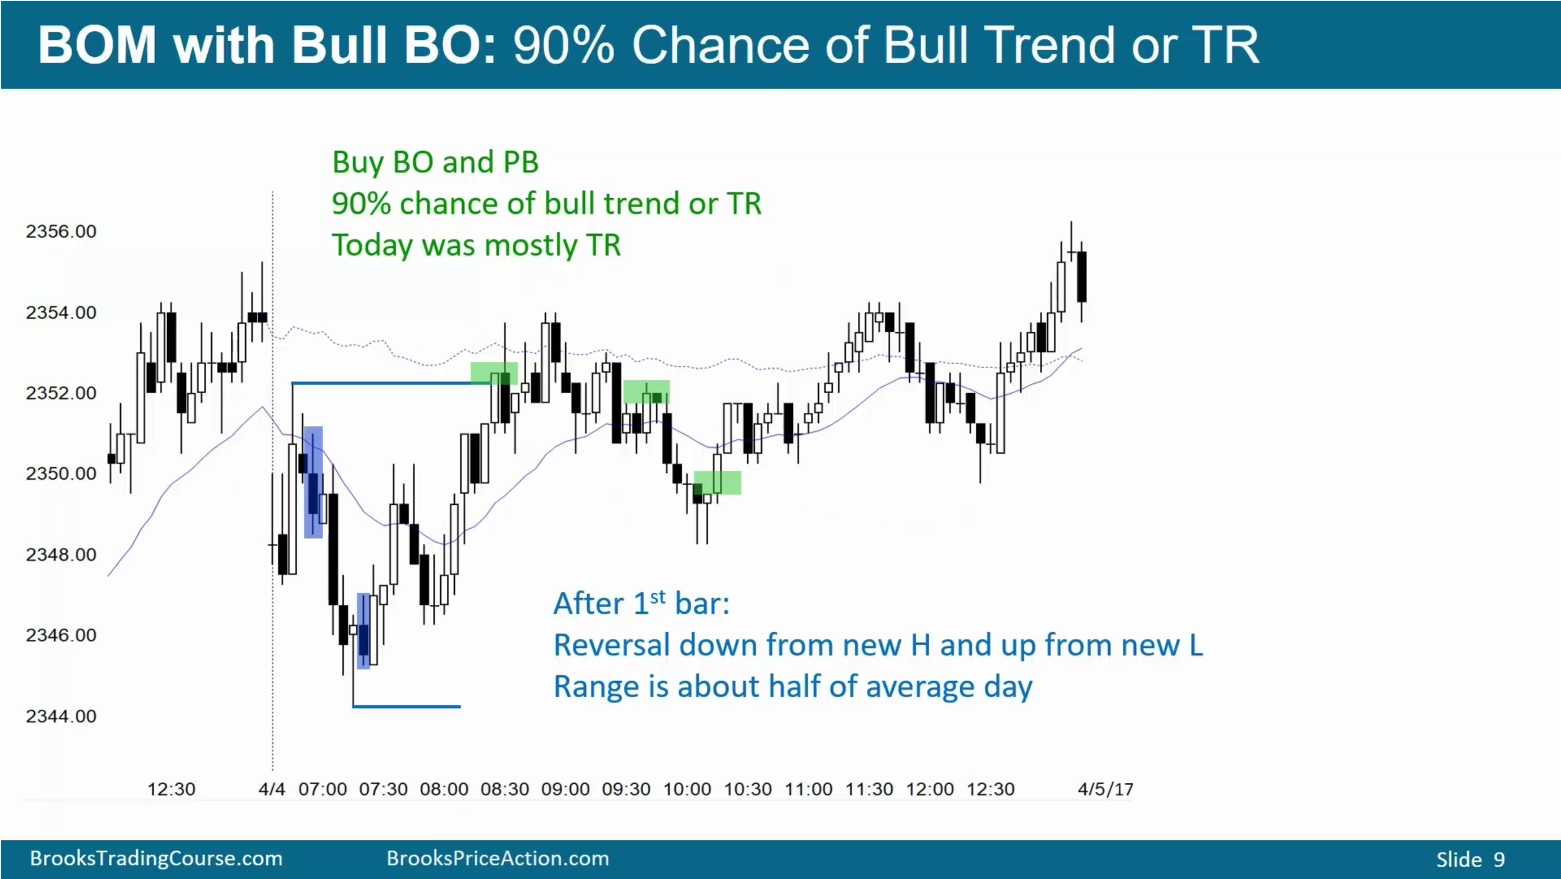 BOM with Bull BO: 90% Chance of Bull Trend or TR
Buy BO and PB
90% chance of bull trend or TR
Today was mostly TR
2356.00
2354.00
2352.00
2350.00
2348.00
2346.00
2344.00
After 1st bar:
Reversal down from new H and up from new L
Range is about half of average day
12:30 4/4 07:00 07:30 08:00 08:30 09:00 09:30 10:00 10:30 11:00 11:30 12:00 12:30 4/5/17
BrooksTradingCourse.com BrooksPriceAction.com Slide 9